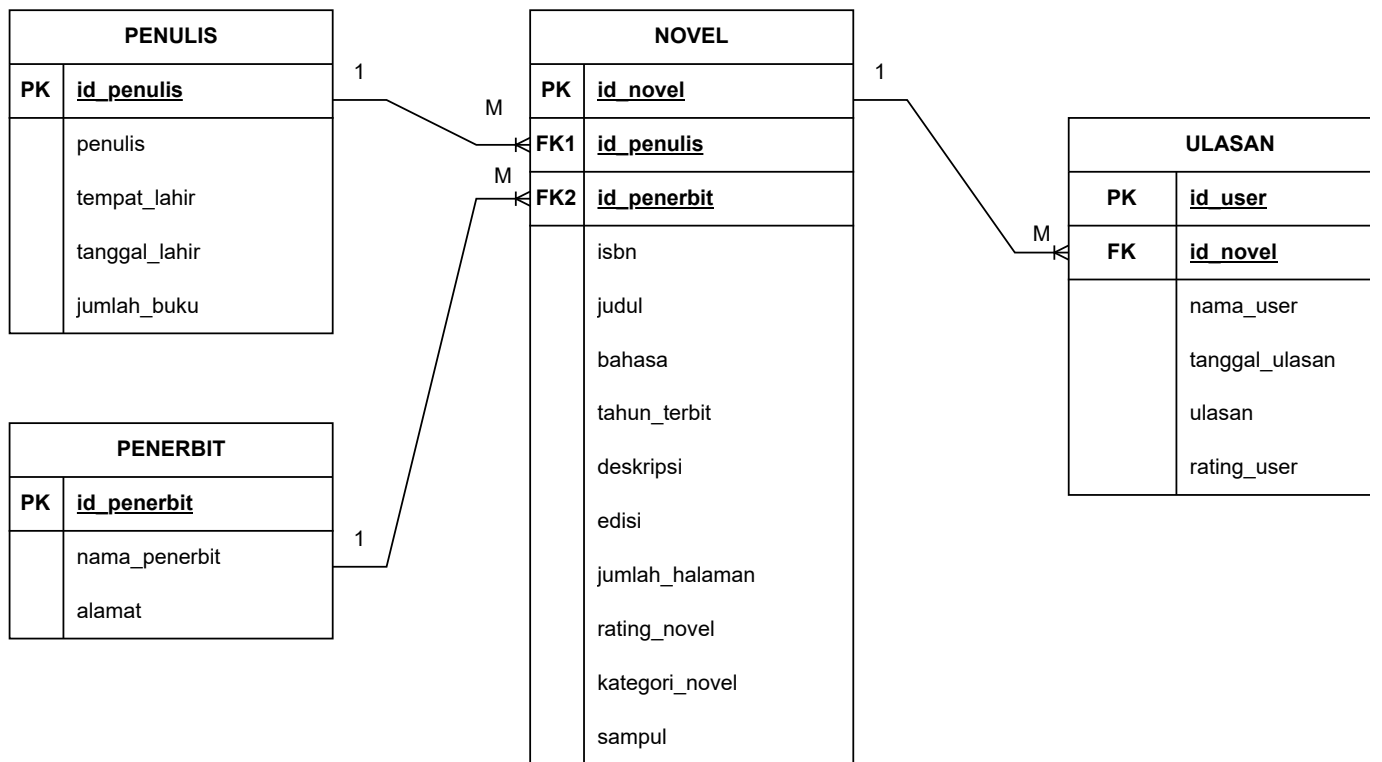 PENULIS
PK id_penulis
penulis
tempat_lahir
tanggal_lahir
jumlah_buku
1
M
PENERBIT
PK id_penerbit
nama_penerbit
alamat
1
M
NOVEL
PK id_novel
FK1 id_penulis
FK2 id_penerbit
isbn
judul
bahasa
tahun_terbit
deskripsi
edisi
jumlah_halaman
rating_novel
kategori_novel
sampul
1
M
ULASAN
PK id_user
FK id_novel
nama_user
tanggal_ulasan
ulasan
rating_user